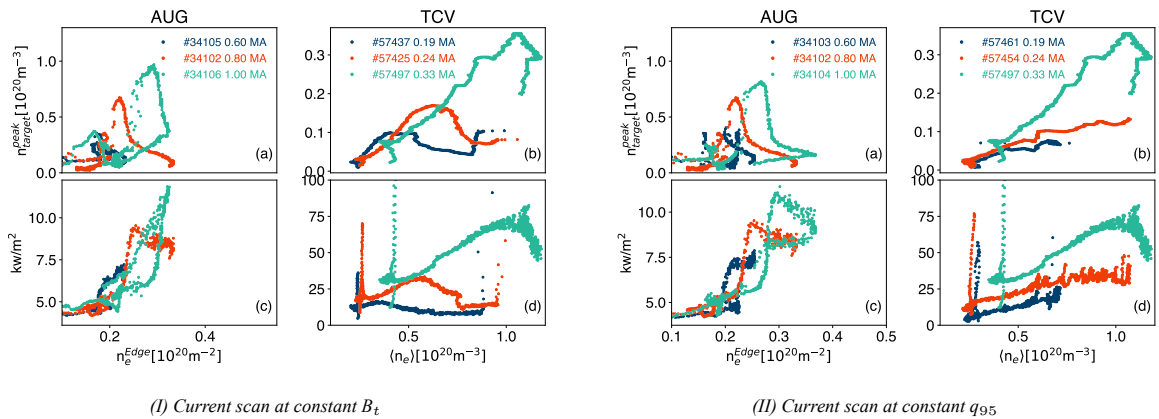 AUG
TCV
AUG
TCV
n_target^peak [10^20 m^-3]
1.0
0.5
0.0
#34105 0.60 MA
#34102 0.80 MA
#34106 1.00 MA
(a)
0.3
0.2
0.1
0.0
#57437 0.19 MA
#57425 0.24 MA
#57497 0.33 MA
(b)
n_target^peak [10^20 m^-3]
1.0
0.5
0.0
#34103 0.60 MA
#34102 0.80 MA
#34104 1.00 MA
(a)
0.3
0.2
0.1
0.0
#57461 0.19 MA
#57454 0.24 MA
#57497 0.33 MA
(b)
kw/m^2
10.0
7.5
5.0
(c)
0.2 0.4
n_e^Edge [10^20 m^-2]
100
75
50
25
0
(d)
0.5 1.0
⟨n_e⟩[10^20 m^-3]
kw/m^2
10.0
7.5
5.0
(c)
0.1 0.2 0.3 0.4 0.5
n_e^Edge [10^20 m^-2]
100
75
50
25
0
(d)
0.5 1.0
⟨n_e⟩[10^20 m^-3]
(I) Current scan at constant B_t
(II) Current scan at constant q_95